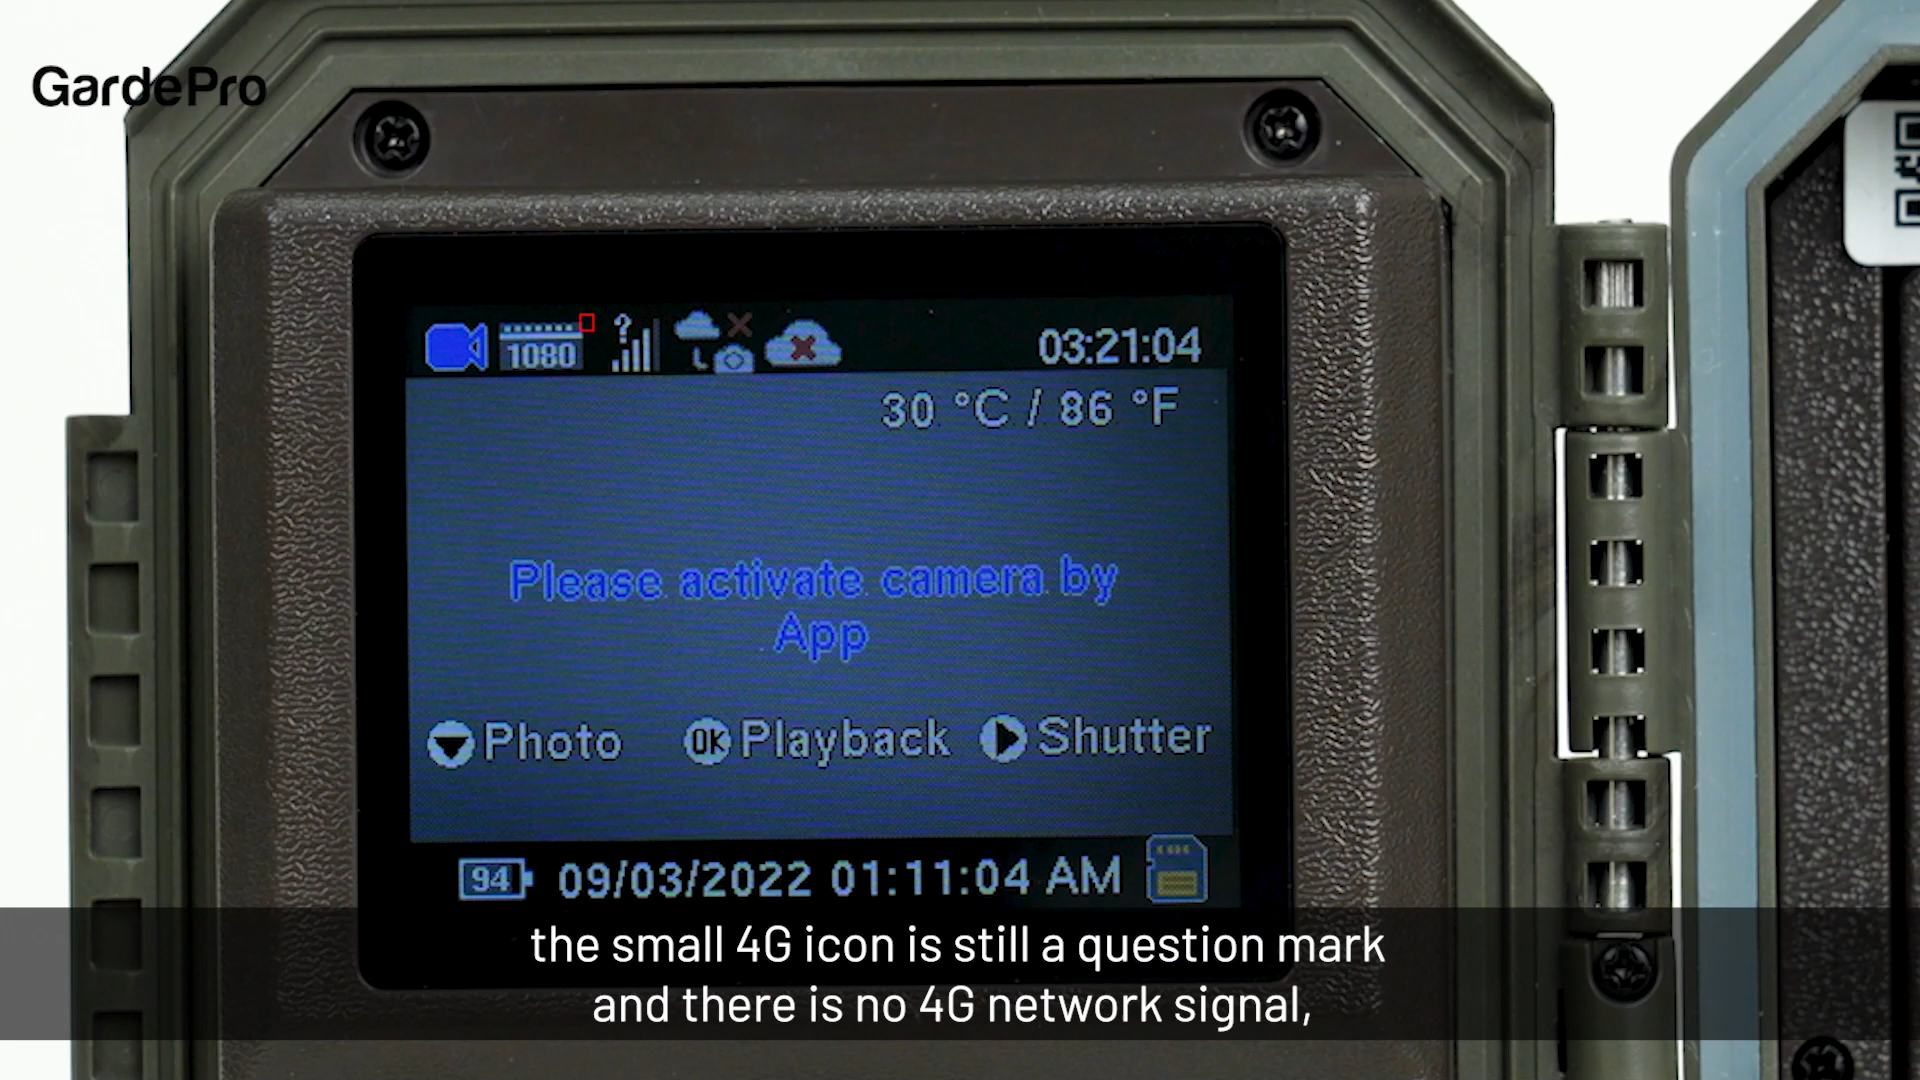 GardePro
1080 ? 03:21:04
30 °C / 86 °F
Please activate camera by
App
Photo OK Playback Shutter
94 09/03/2022 01:11:04 AM
the small 4G icon is still a question mark
and there is no 4G network signal,